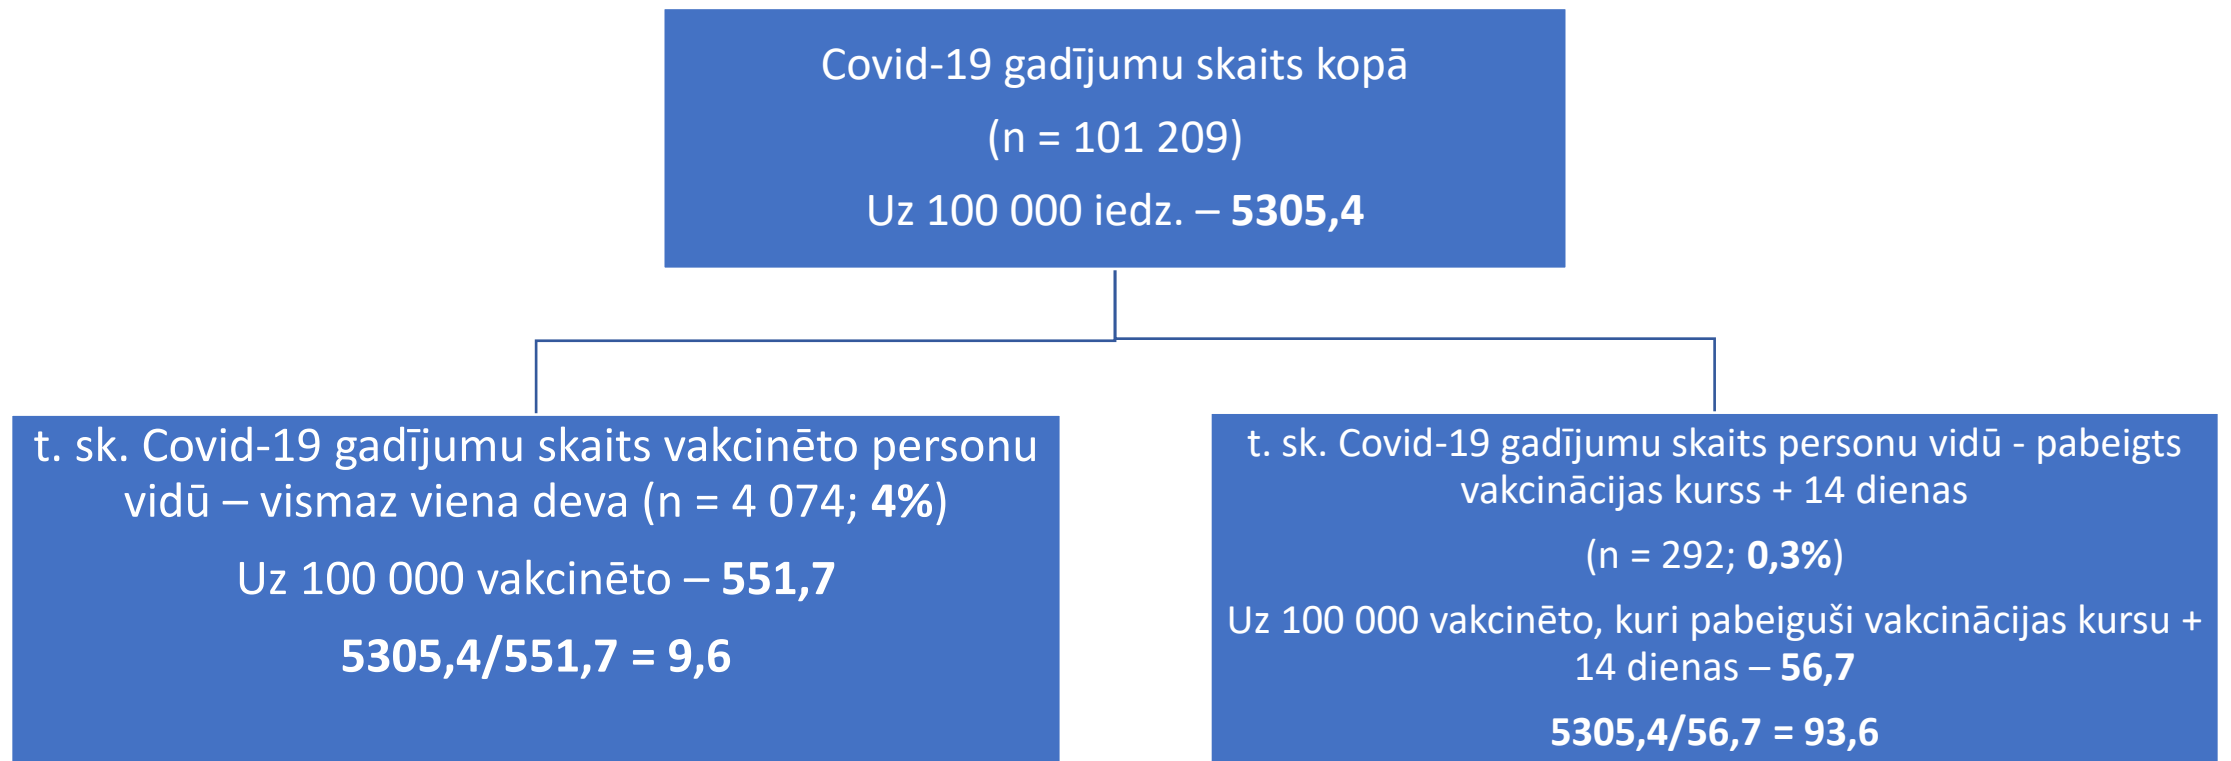 Covid-19 gadījumu skaits kopā
(n = 101 209)
Uz 100 000 iedz. – 5305,4
t. sk. Covid-19 gadījumu skaits vakcinēto personu
vidū – vismaz viena deva (n = 4 074; 4%)
Uz 100 000 vakcinēto – 551,7
5305,4/551,7 = 9,6
t. sk. Covid-19 gadījumu skaits personu vidū - pabeigts
vakcinācijas kurss + 14 dienas
(n = 292; 0,3%)
Uz 100 000 vakcinēto, kuri pabeiguši vakcinācijas kursu +
14 dienas – 56,7
5305,4/56,7 = 93,6